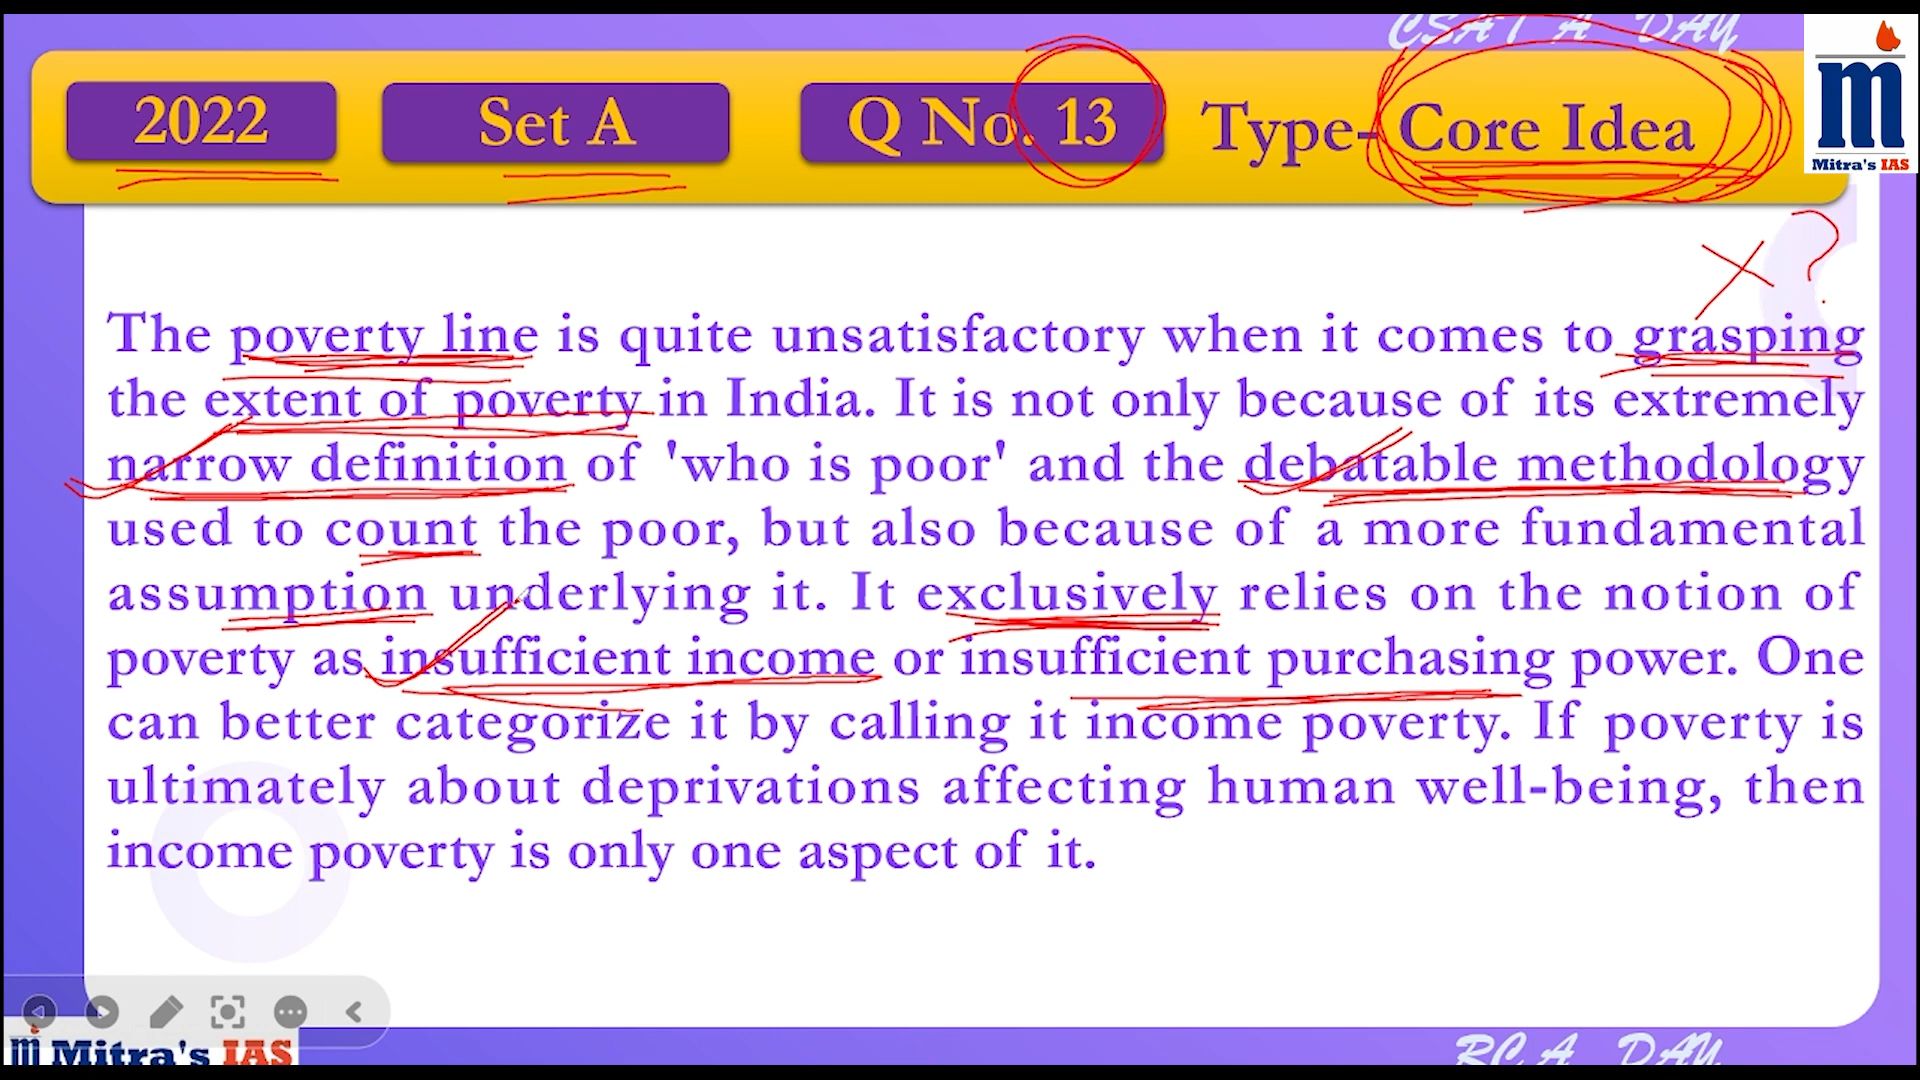 CSAT A DAY
2022
Set A
Q No. 13
Type- Core Idea
m
Mitra's IAS
The poverty line is quite unsatisfactory when it comes to grasping
the extent of poverty in India. It is not only because of its extremely
narrow definition of 'who is poor' and the debatable methodology
used to count the poor, but also because of a more fundamental
assumption underlying it. It exclusively relies on the notion of
poverty as insufficient income or insufficient purchasing power. One
can better categorize it by calling it income poverty. If poverty is
ultimately about deprivations affecting human well-being, then
income poverty is only one aspect of it.
m Mitra's IAS
RC A DAY